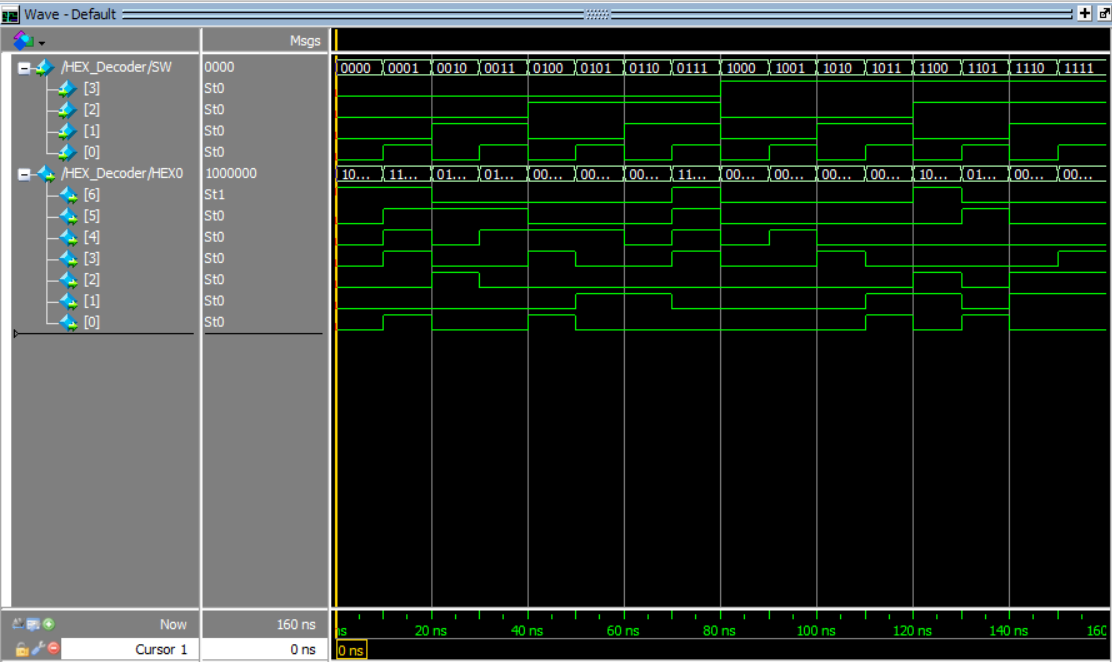 Wave - Default
Msgs
/HEX_Decoder/SW 0000 0000 0001 0010 0011 0100 0101 0110 0111 1000 1001 1010 1011 1100 1101 1110 1111
[3] St0
[2] St0
[1] St0
[0] St0
/HEX_Decoder/HEX0 1000000 10... 11... 01... 01... 00... 00... 00... 11... 00... 00... 00... 00... 10... 01... 00... 00...
[6] St1
[5] St0
[4] St0
[3] St0
[2] St0
[1] St0
[0] St0
Now 160 ns ns 20 ns 40 ns 60 ns 80 ns 100 ns 120 ns 140 ns 160
Cursor 1 0 ns 0 ns